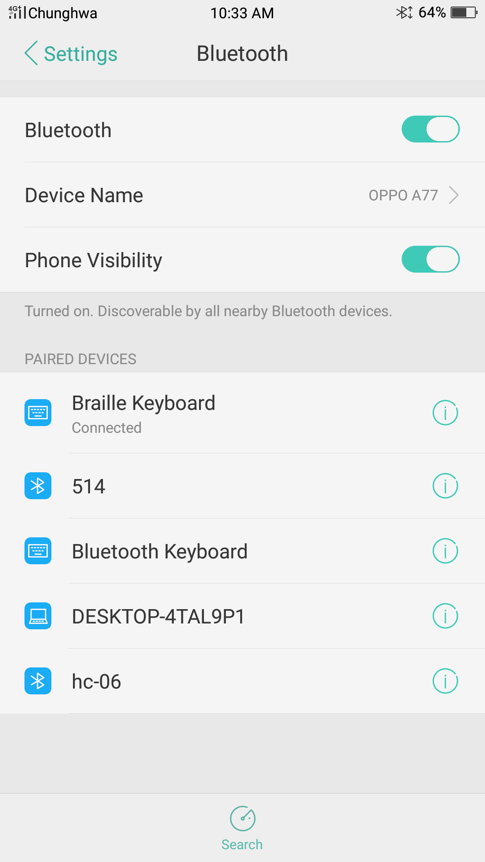 4G+ Chunghwa 10:33 AM 64%
Settings Bluetooth
Bluetooth
Device Name OPPO A77
Phone Visibility
Turned on. Discoverable by all nearby Bluetooth devices.
PAIRED DEVICES
Braille Keyboard
Connected
514
Bluetooth Keyboard
DESKTOP-4TAL9P1
hc-06
Search